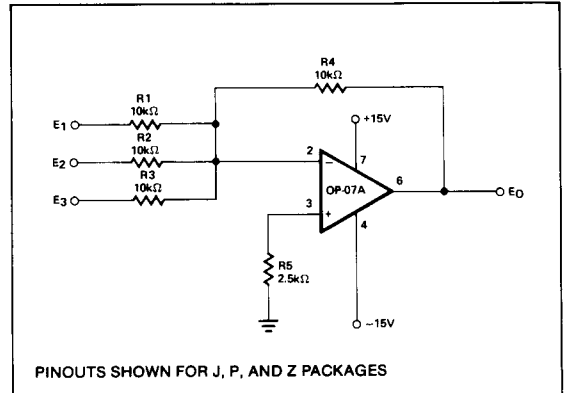 R4
10kΩ
R1
10kΩ
E1
+15V
R2
10kΩ
E2
2
−
7
R3
10kΩ
OP-07A
6
EO
E3
3
+
4
R5
2.5kΩ
−15V
PINOUTS SHOWN FOR J, P, AND Z PACKAGES